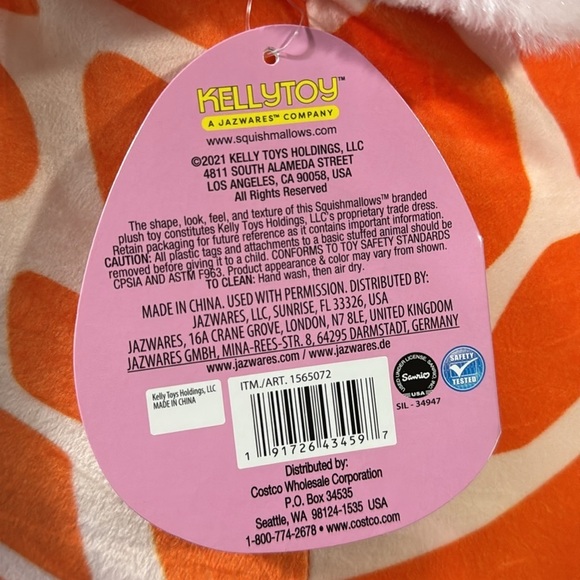 KELLYTOY™
A JAZWARES™ COMPANY
www.squishmallows.com
©2021 KELLY TOYS HOLDINGS, LLC
4811 SOUTH ALAMEDA STREET
LOS ANGELES, CA 90058, USA
All Rights Reserved
The shape, look, feel, and texture of this Squishmallows™ branded
plush toy constitutes Kelly Toys Holdings, LLC's proprietary trade dress.
Retain packaging for future reference as it contains important information.
CAUTION: All plastic tags and attachments to a basic stuffed animal should be
removed before giving it to a child. CONFORMS TO TOY SAFETY STANDARDS
CPSIA AND ASTM F963. Product appearance & color may vary from shown.
TO CLEAN: Hand wash, then air dry.
MADE IN CHINA. USED WITH PERMISSION. DISTRIBUTED BY:
JAZWARES, LLC, SUNRISE, FL 33326, USA
JAZWARES, 16A CRANE GROVE, LONDON, N7 8LE, UNITED KINGDOM
JAZWARES GMBH, MINA-REES-STR. 8, 64295 DARMSTADT, GERMANY
www.jazwares.com / www.jazwares.de
Kelly Toys Holdings, LLC
MADE IN CHINA
ITM./ART. 1565072
1 91726 43459 7
USED UNDER LICENSE. SANRIO, INC.
Sanrio
USA
SIL - 34947
SAFETY
TESTED
Distributed by:
Costco Wholesale Corporation
P.O. Box 34535
Seattle, WA 98124-1535 USA
1-800-774-2678 • www.costco.com